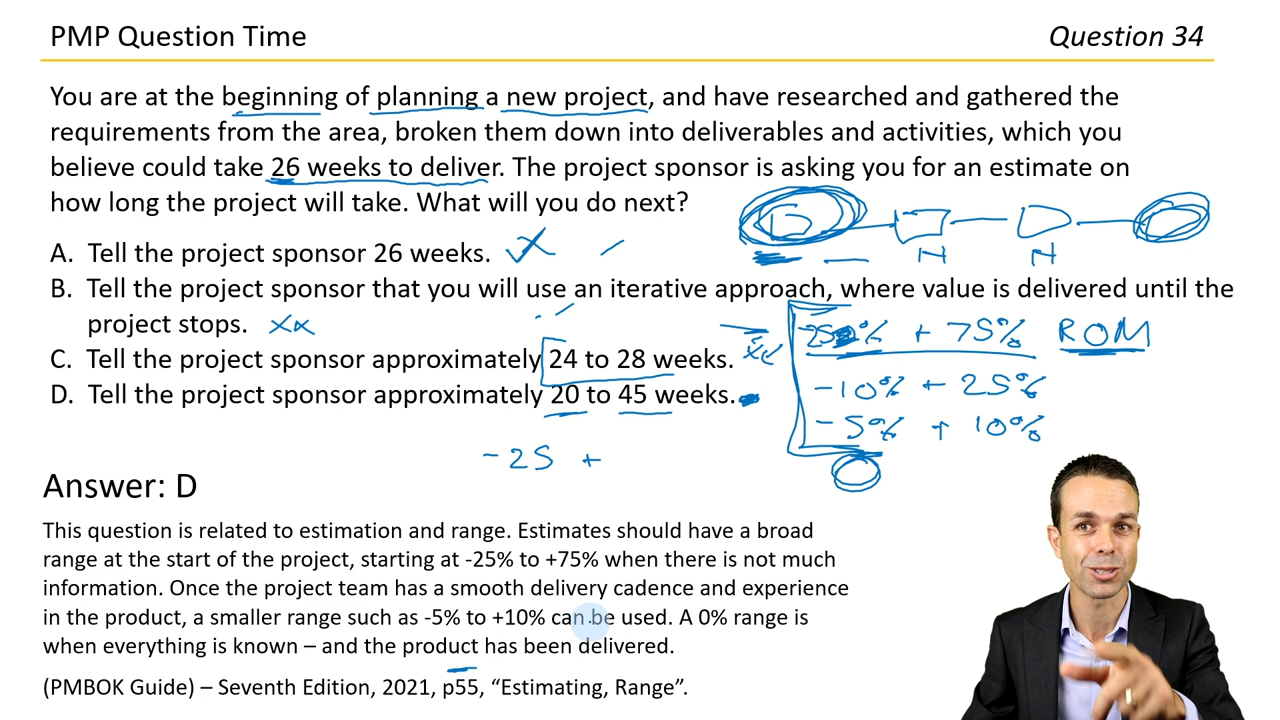 PMP Question Time
Question 34
You are at the beginning of planning a new project, and have researched and gathered the
requirements from the area, broken them down into deliverables and activities, which you
believe could take 26 weeks to deliver. The project sponsor is asking you for an estimate on
how long the project will take. What will you do next?
A. Tell the project sponsor 26 weeks.
B. Tell the project sponsor that you will use an iterative approach, where value is delivered until the
project stops.
C. Tell the project sponsor approximately 24 to 28 weeks.
D. Tell the project sponsor approximately 20 to 45 weeks.
-25% + 75% ROM
-10% + 25%
-5% + 10%
-25 +
Answer: D
This question is related to estimation and range. Estimates should have a broad
range at the start of the project, starting at -25% to +75% when there is not much
information. Once the project team has a smooth delivery cadence and experience
in the product, a smaller range such as -5% to +10% can be used. A 0% range is
when everything is known – and the product has been delivered.
(PMBOK Guide) – Seventh Edition, 2021, p55, “Estimating, Range”.